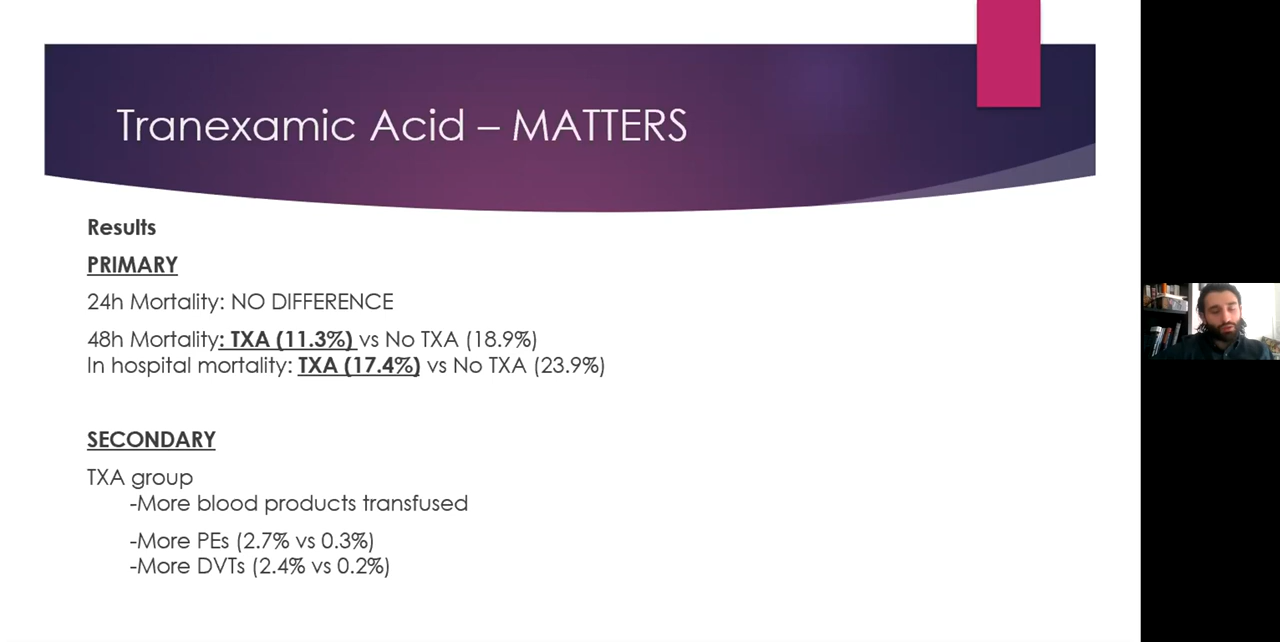 Tranexamic Acid – MATTERS
Results
PRIMARY
24h Mortality: NO DIFFERENCE
48h Mortality: TXA (11.3%) vs No TXA (18.9%)
In hospital mortality: TXA (17.4%) vs No TXA (23.9%)
SECONDARY
TXA group
-More blood products transfused
-More PEs (2.7% vs 0.3%)
-More DVTs (2.4% vs 0.2%)